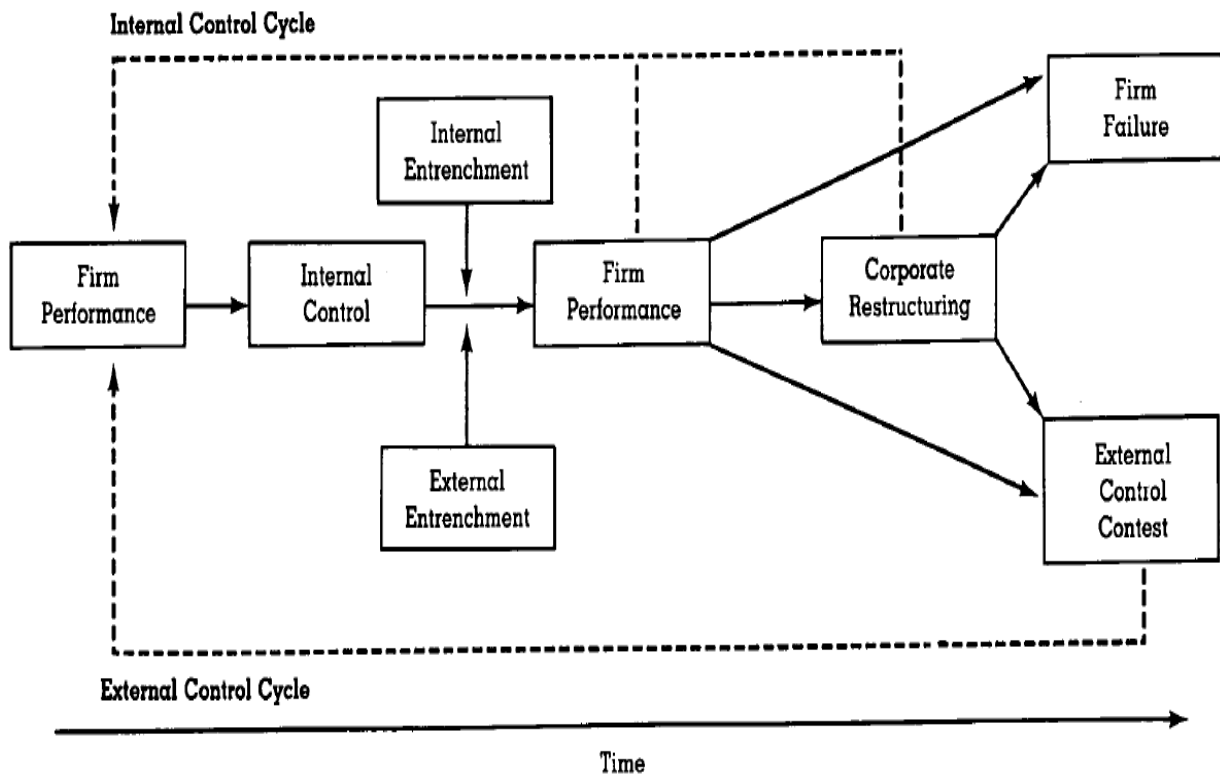 Internal Control Cycle
Firm
Failure
Internal
Entrenchment
Firm
Performance
Internal
Control
Firm
Performance
Corporate
Restructuring
External
Entrenchment
External
Control
Contest
External Control Cycle
Time